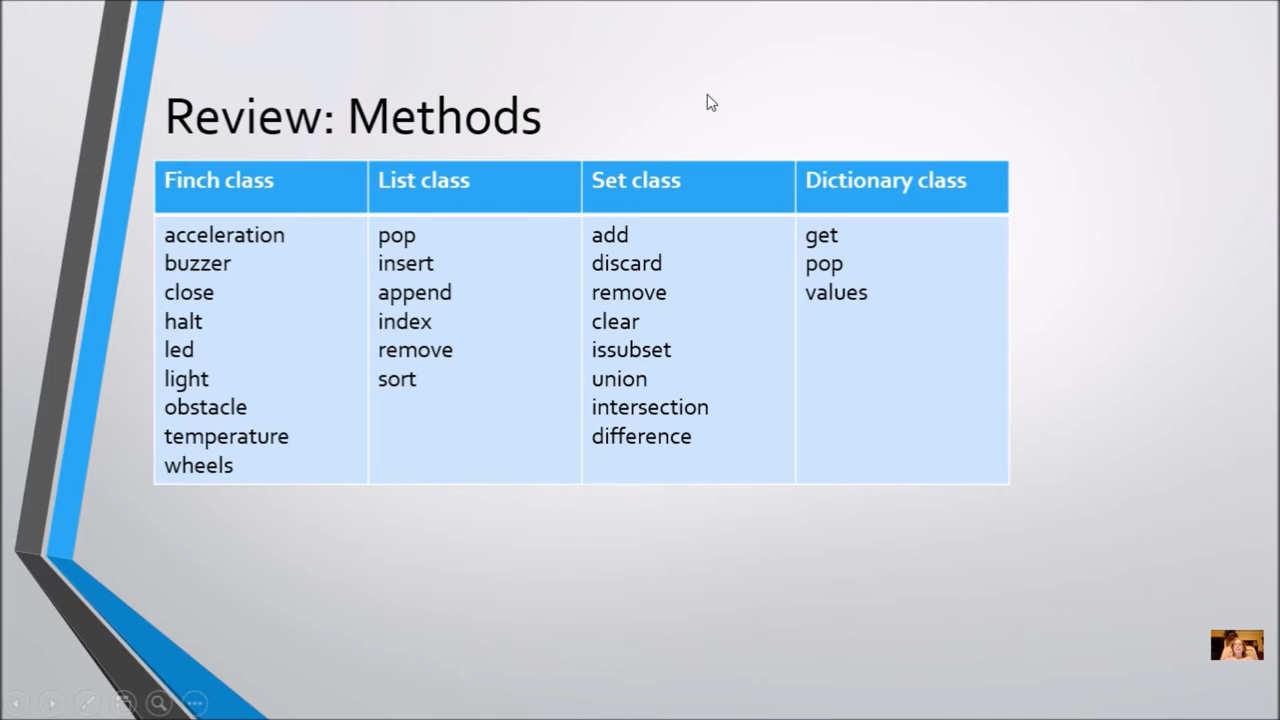 Review: Methods
Finch class
List class
Set class
Dictionary class
acceleration
buzzer
close
halt
led
light
obstacle
temperature
wheels
pop
insert
append
index
remove
sort
add
discard
remove
clear
issubset
union
intersection
difference
get
pop
values